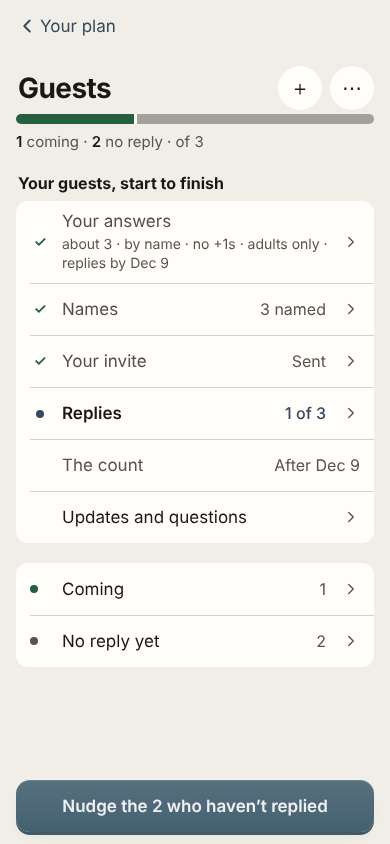 Your plan
Guests
+ ···
1 coming · 2 no reply · of 3
Your guests, start to finish
Your answers
about 3 · by name · no +1s · adults only ·
replies by Dec 9
Names 3 named
Your invite Sent
Replies 1 of 3
The count After Dec 9
Updates and questions
Coming 1
No reply yet 2
Nudge the 2 who haven’t replied